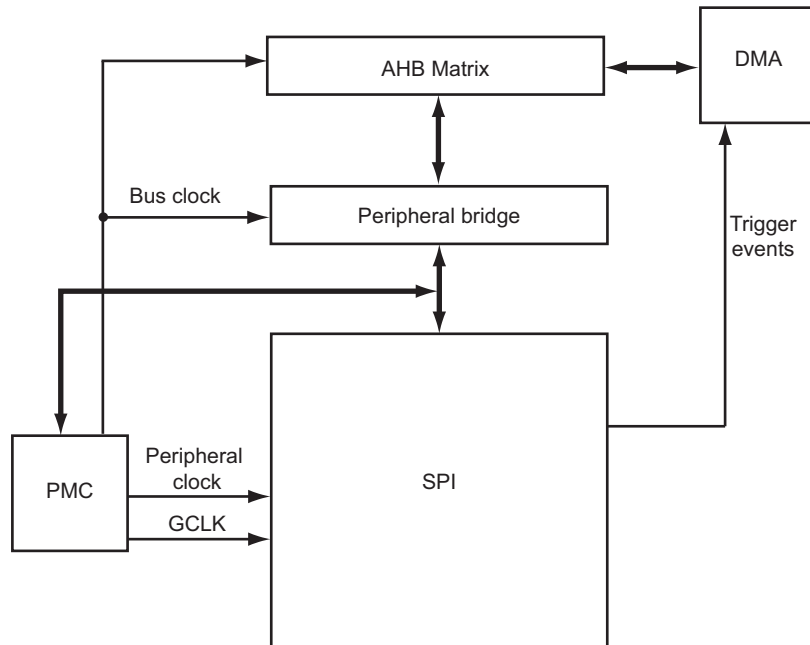 AHB Matrix
DMA
Bus clock
Peripheral bridge
Trigger
events
PMC
Peripheral
clock
GCLK
SPI